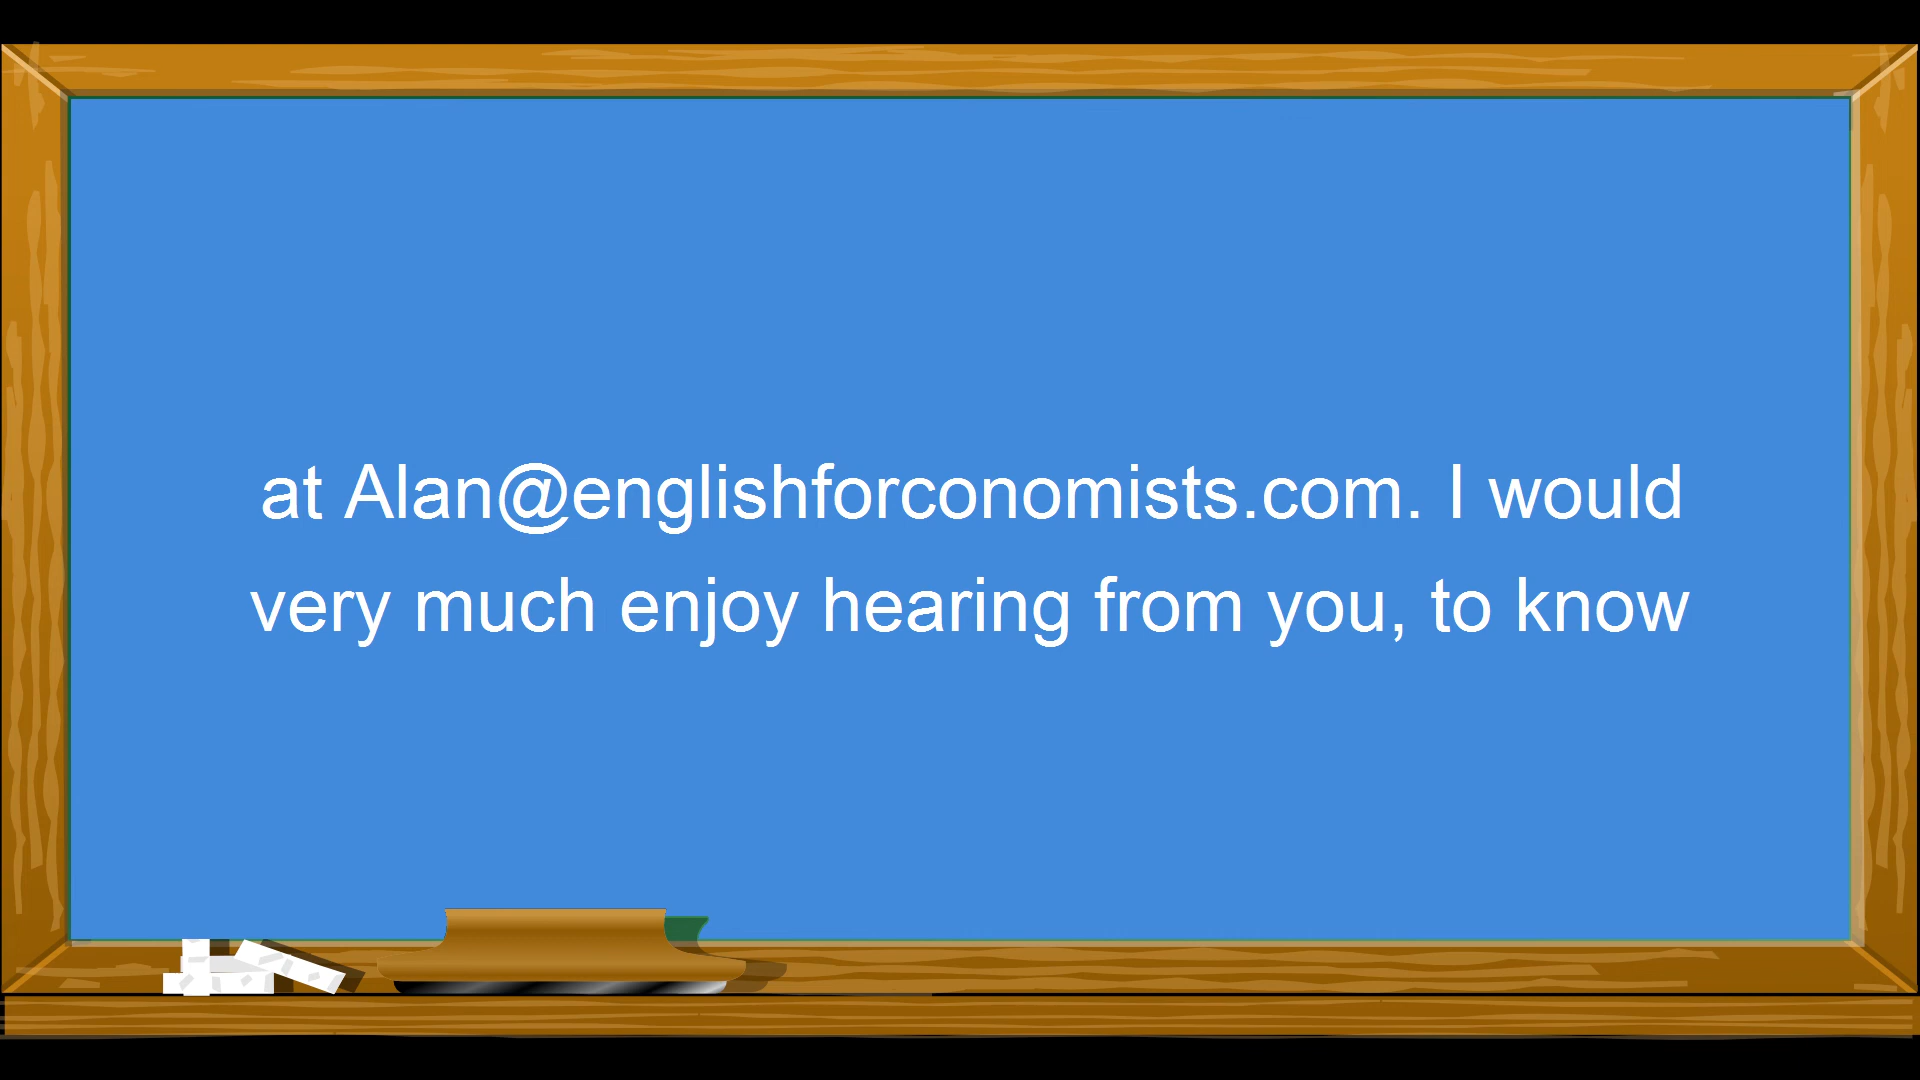 at Alan@englishforconomists.com. I would
very much enjoy hearing from you, to know